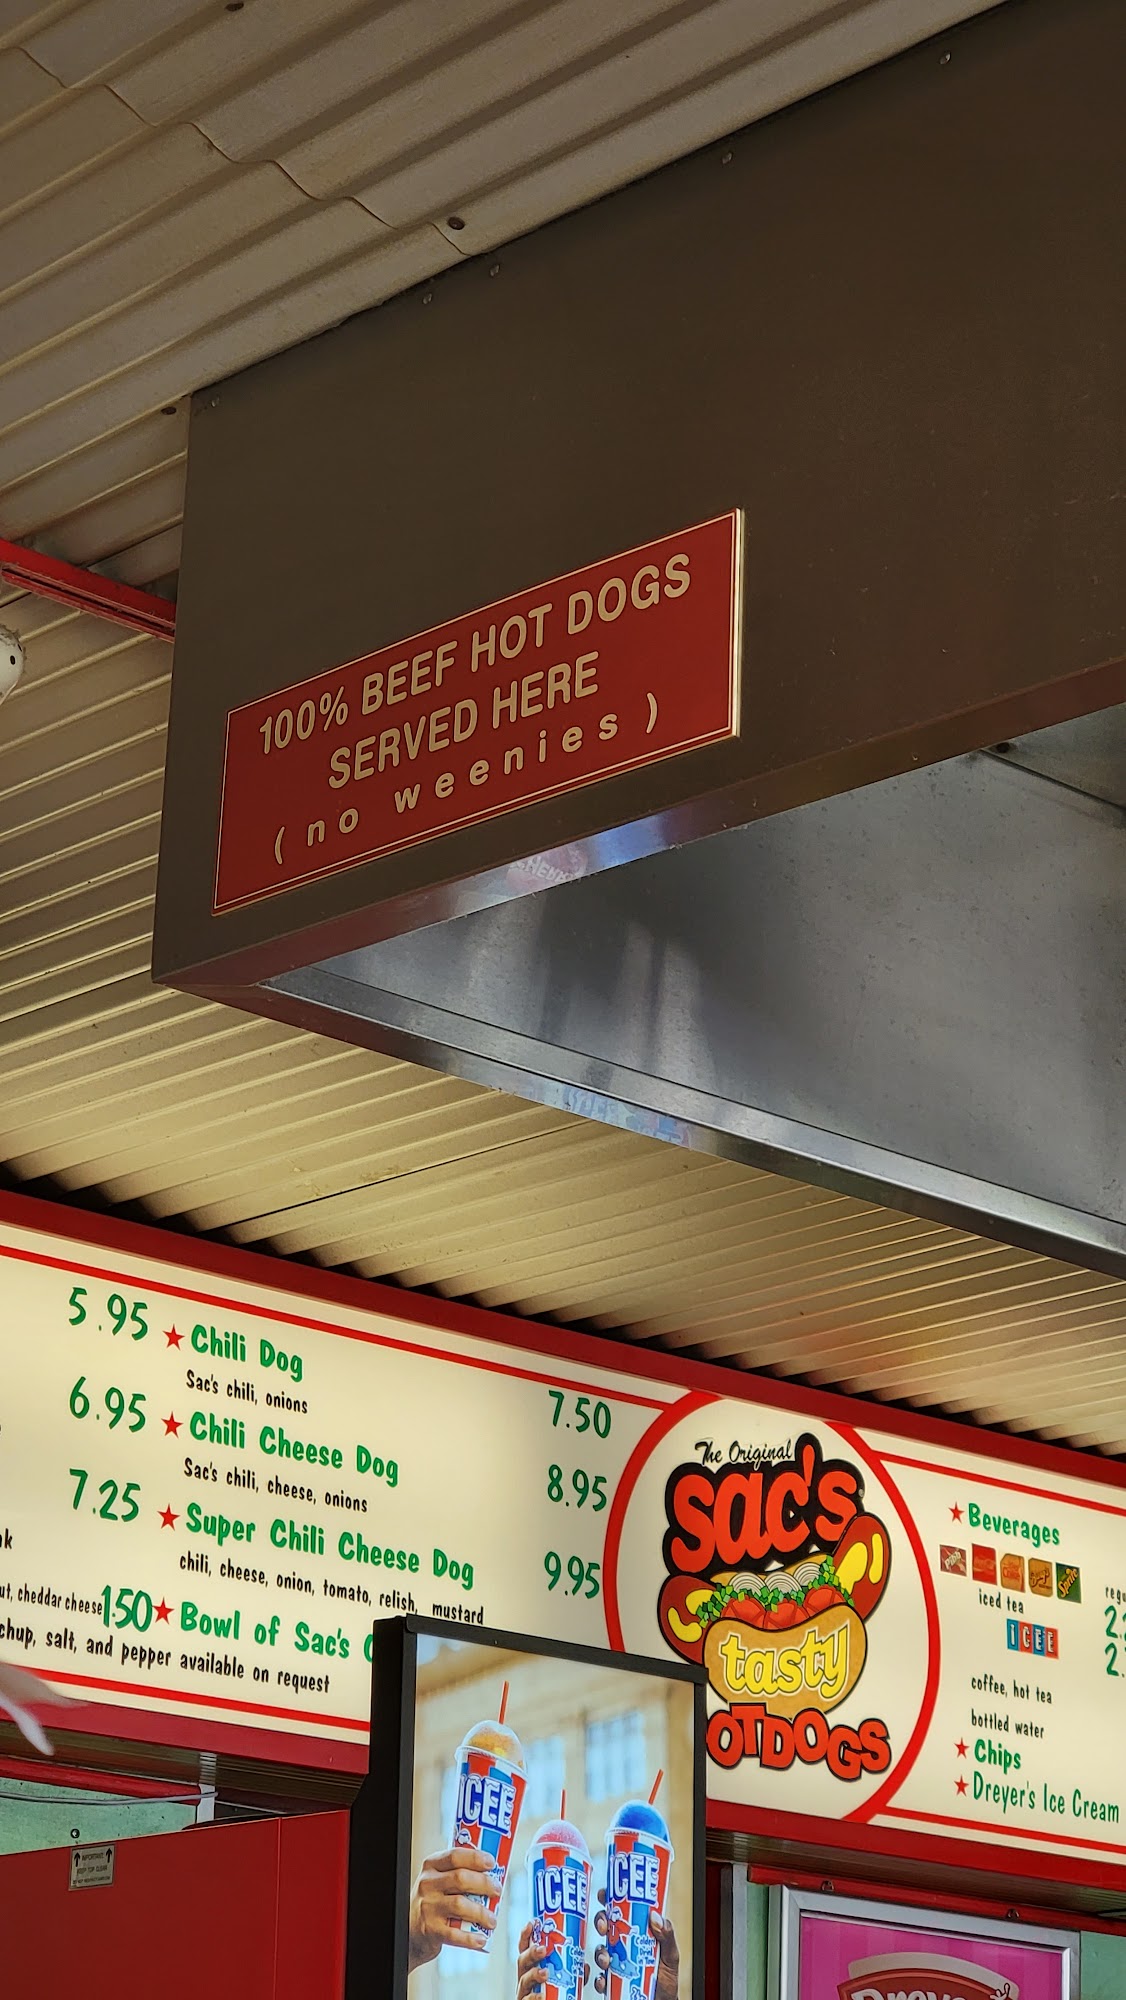 100% BEEF HOT DOGS
SERVED HERE
( no weenies )
5.95
6.95
7.25
cheddar cheese 1.50
salt, and pepper available on request
★ Chili Dog 7.50
Sac's chili, onions
★ Chili Cheese Dog 8.95
Sac's chili, cheese, onions
★ Super Chili Cheese Dog 9.95
chili, cheese, onion, tomato, relish, mustard
★ Bowl of Sac's
The Original
sac's
tasty
HOTDOGS
★ Beverages
Sprite
iced tea
ICEE
coffee, hot tea
bottled water
★ Chips
★ Dreyer's Ice Cream
ICEE
ICEE
ICEE